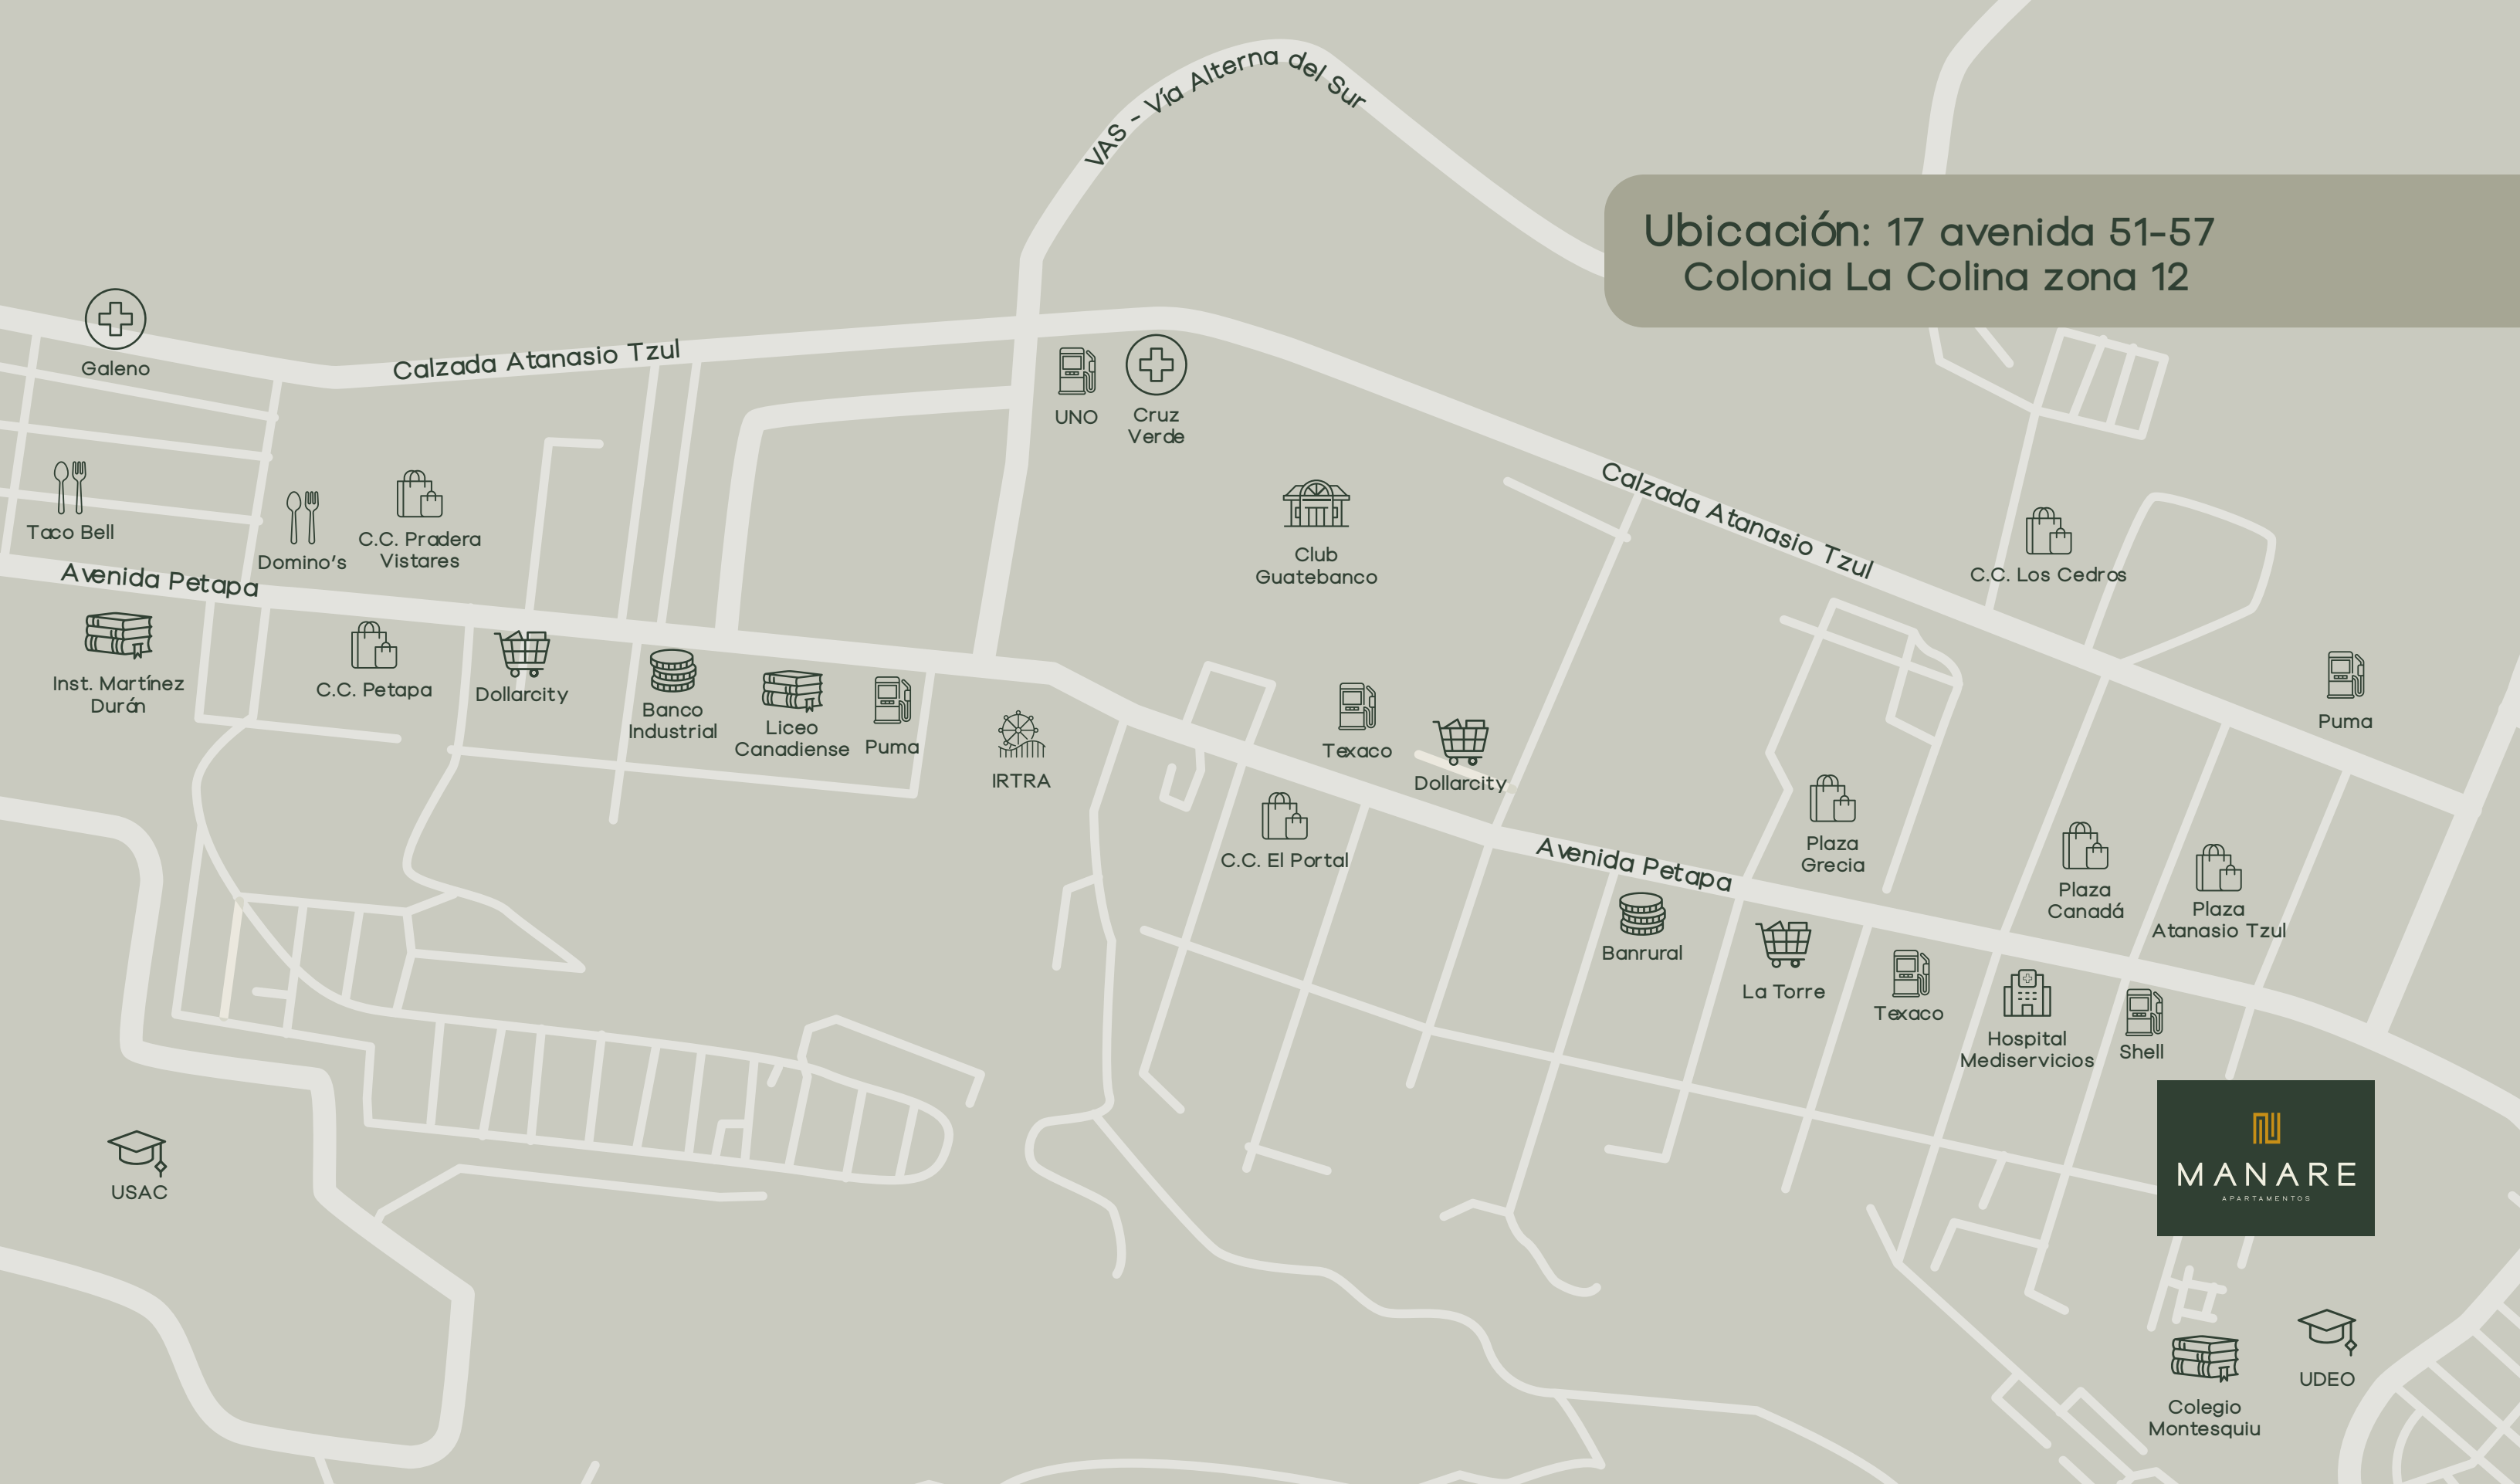 VAS - Vía Alterna del Sur
Ubicación: 17 avenida 51-57
Colonia La Colina zona 12
Galeno
Calzada Atanasio Tzul
UNO
Cruz
Verde
Taco Bell
Domino's
C.C. Pradera
Vistares
Club
Guatebanco
Calzada Atanasio Tzul
C.C. Los Cedros
Avenida Petapa
Inst. Martínez
Durán
C.C. Petapa
Dollarcity
Banco
Industrial
Liceo
Canadiense
Puma
IRTRA
Texaco
Dollarcity
Puma
C.C. El Portal
Avenida Petapa
Plaza
Grecia
Plaza
Canadá
Plaza
Atanasio Tzul
Banrural
La Torre
Texaco
Hospital
Mediservicios
Shell
USAC
MANARE
APARTAMENTOS
UDEO
Colegio
Montesquiu